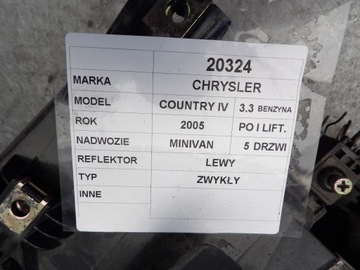 20324
MARKA CHRYSLER
MODEL COUNTRY IV 3.3 BENZYNA
ROK 2005 PO I LIFT.
NADWOZIE MINIVAN 5 DRZWI
REFLEKTOR LEWY
TYP ZWYKŁY
INNE